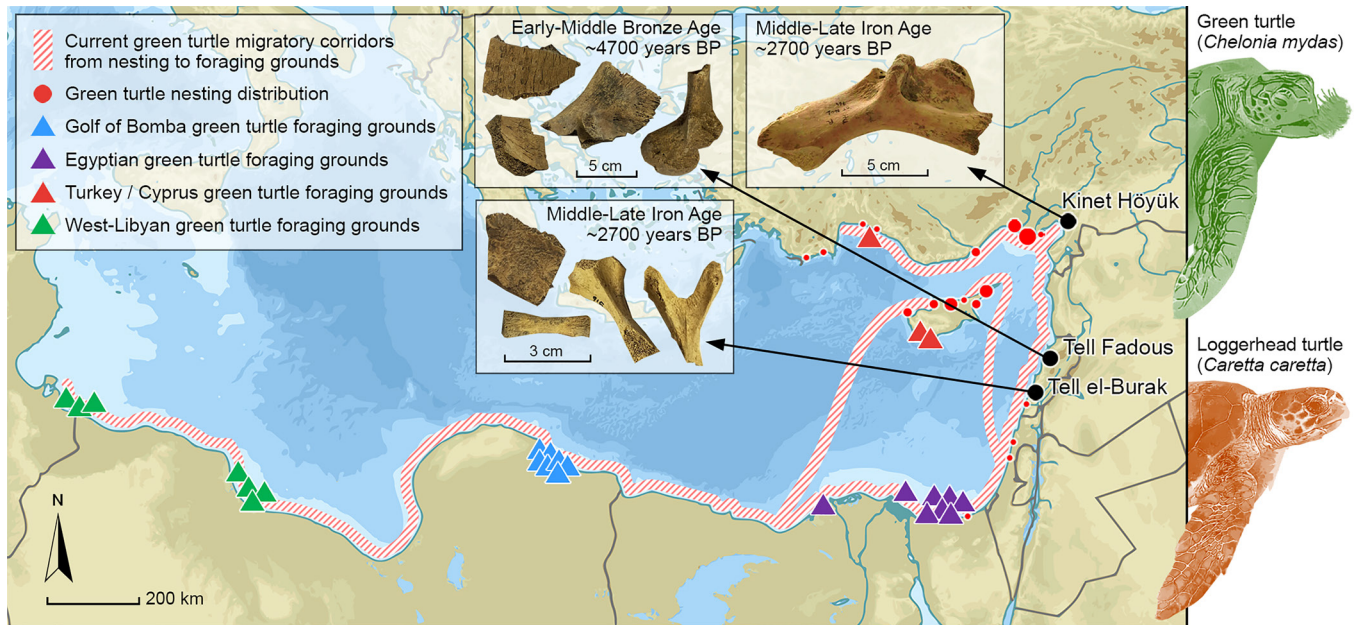 Current green turtle migratory corridors
from nesting to foraging grounds
Green turtle nesting distribution
Golf of Bomba green turtle foraging grounds
Egyptian green turtle foraging grounds
Turkey / Cyprus green turtle foraging grounds
West-Libyan green turtle foraging grounds
Early-Middle Bronze Age
~4700 years BP
5 cm
Middle-Late Iron Age
~2700 years BP
5 cm
Middle-Late Iron Age
~2700 years BP
3 cm
Kinet Höyük
Tell Fadous
Tell el-Burak
N
200 km
Green turtle
(Chelonia mydas)
Loggerhead turtle
(Caretta caretta)